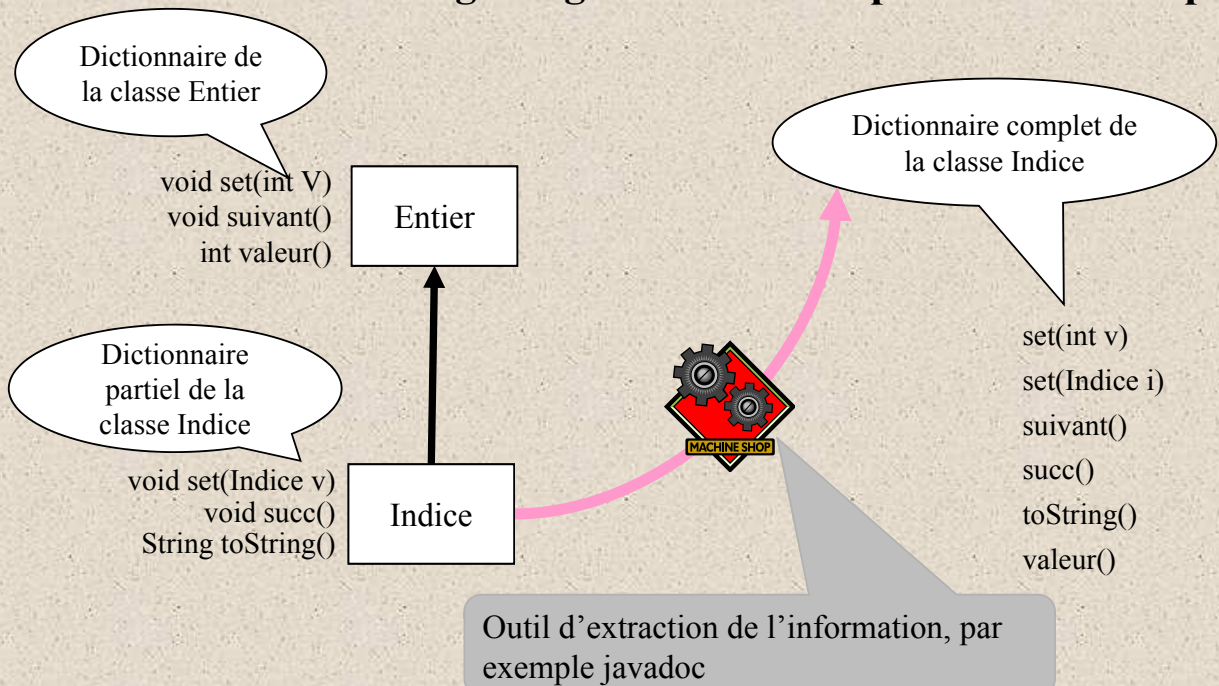 Dictionnaire de
la classe Entier
Dictionnaire complet de
la classe Indice
void set(int V)
void suivant()
int valeur()
Entier
Dictionnaire
partiel de la
classe Indice
void set(Indice v)
void succ()
String toString()
Indice
MACHINE SHOP
set(int v)
set(Indice i)
suivant()
succ()
toString()
valeur()
Outil d’extraction de l’information, par
exemple javadoc